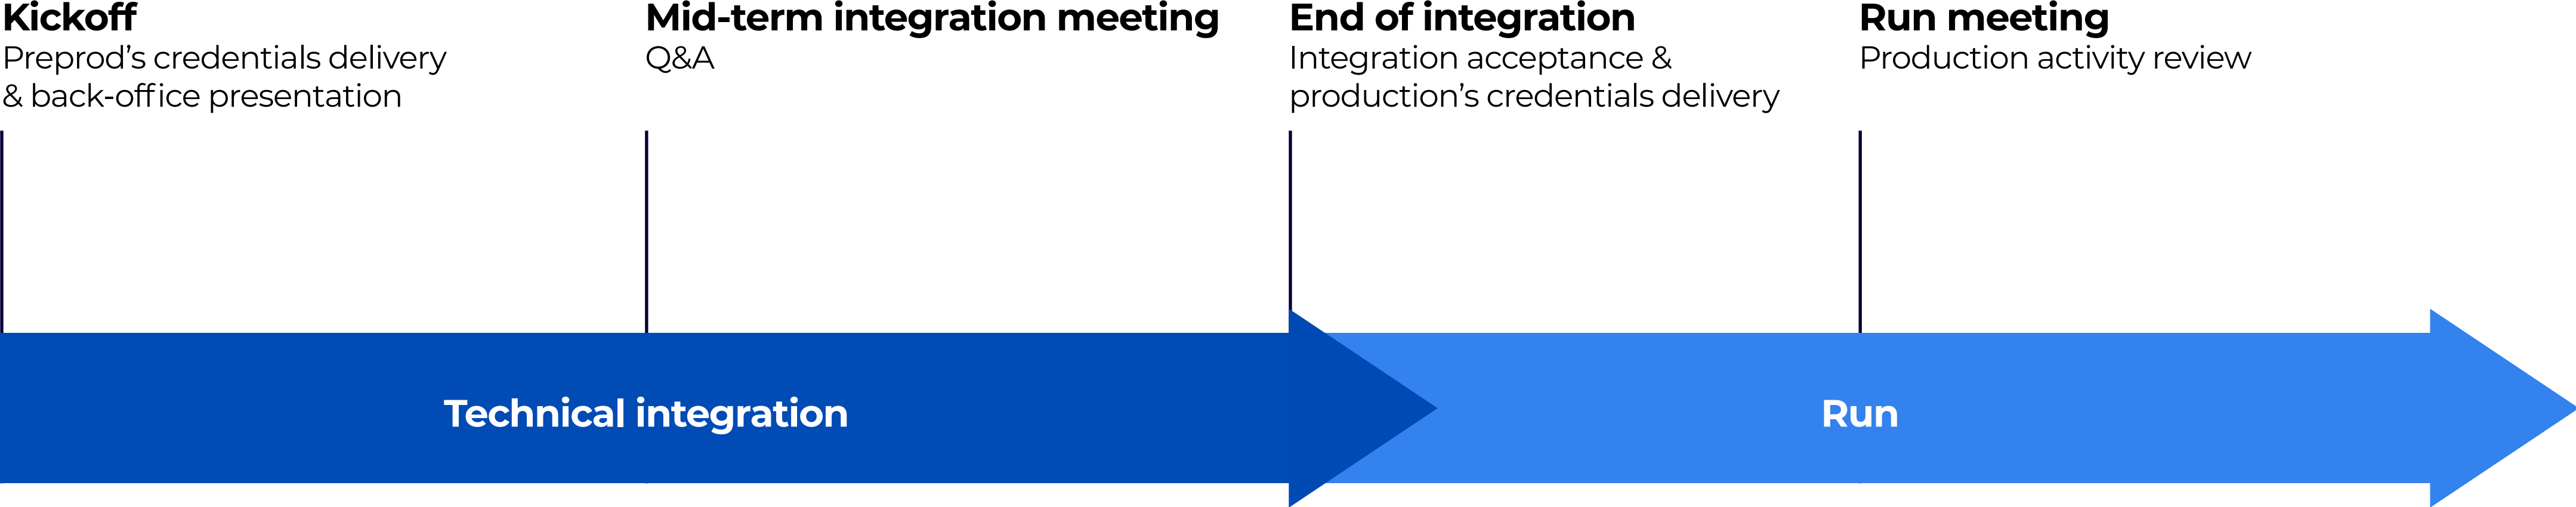 Kickoff
Preprod’s credentials delivery
& back-office presentation
Mid-term integration meeting
Q&A
End of integration
Integration acceptance &
production’s credentials delivery
Run meeting
Production activity review
Technical integration
Run